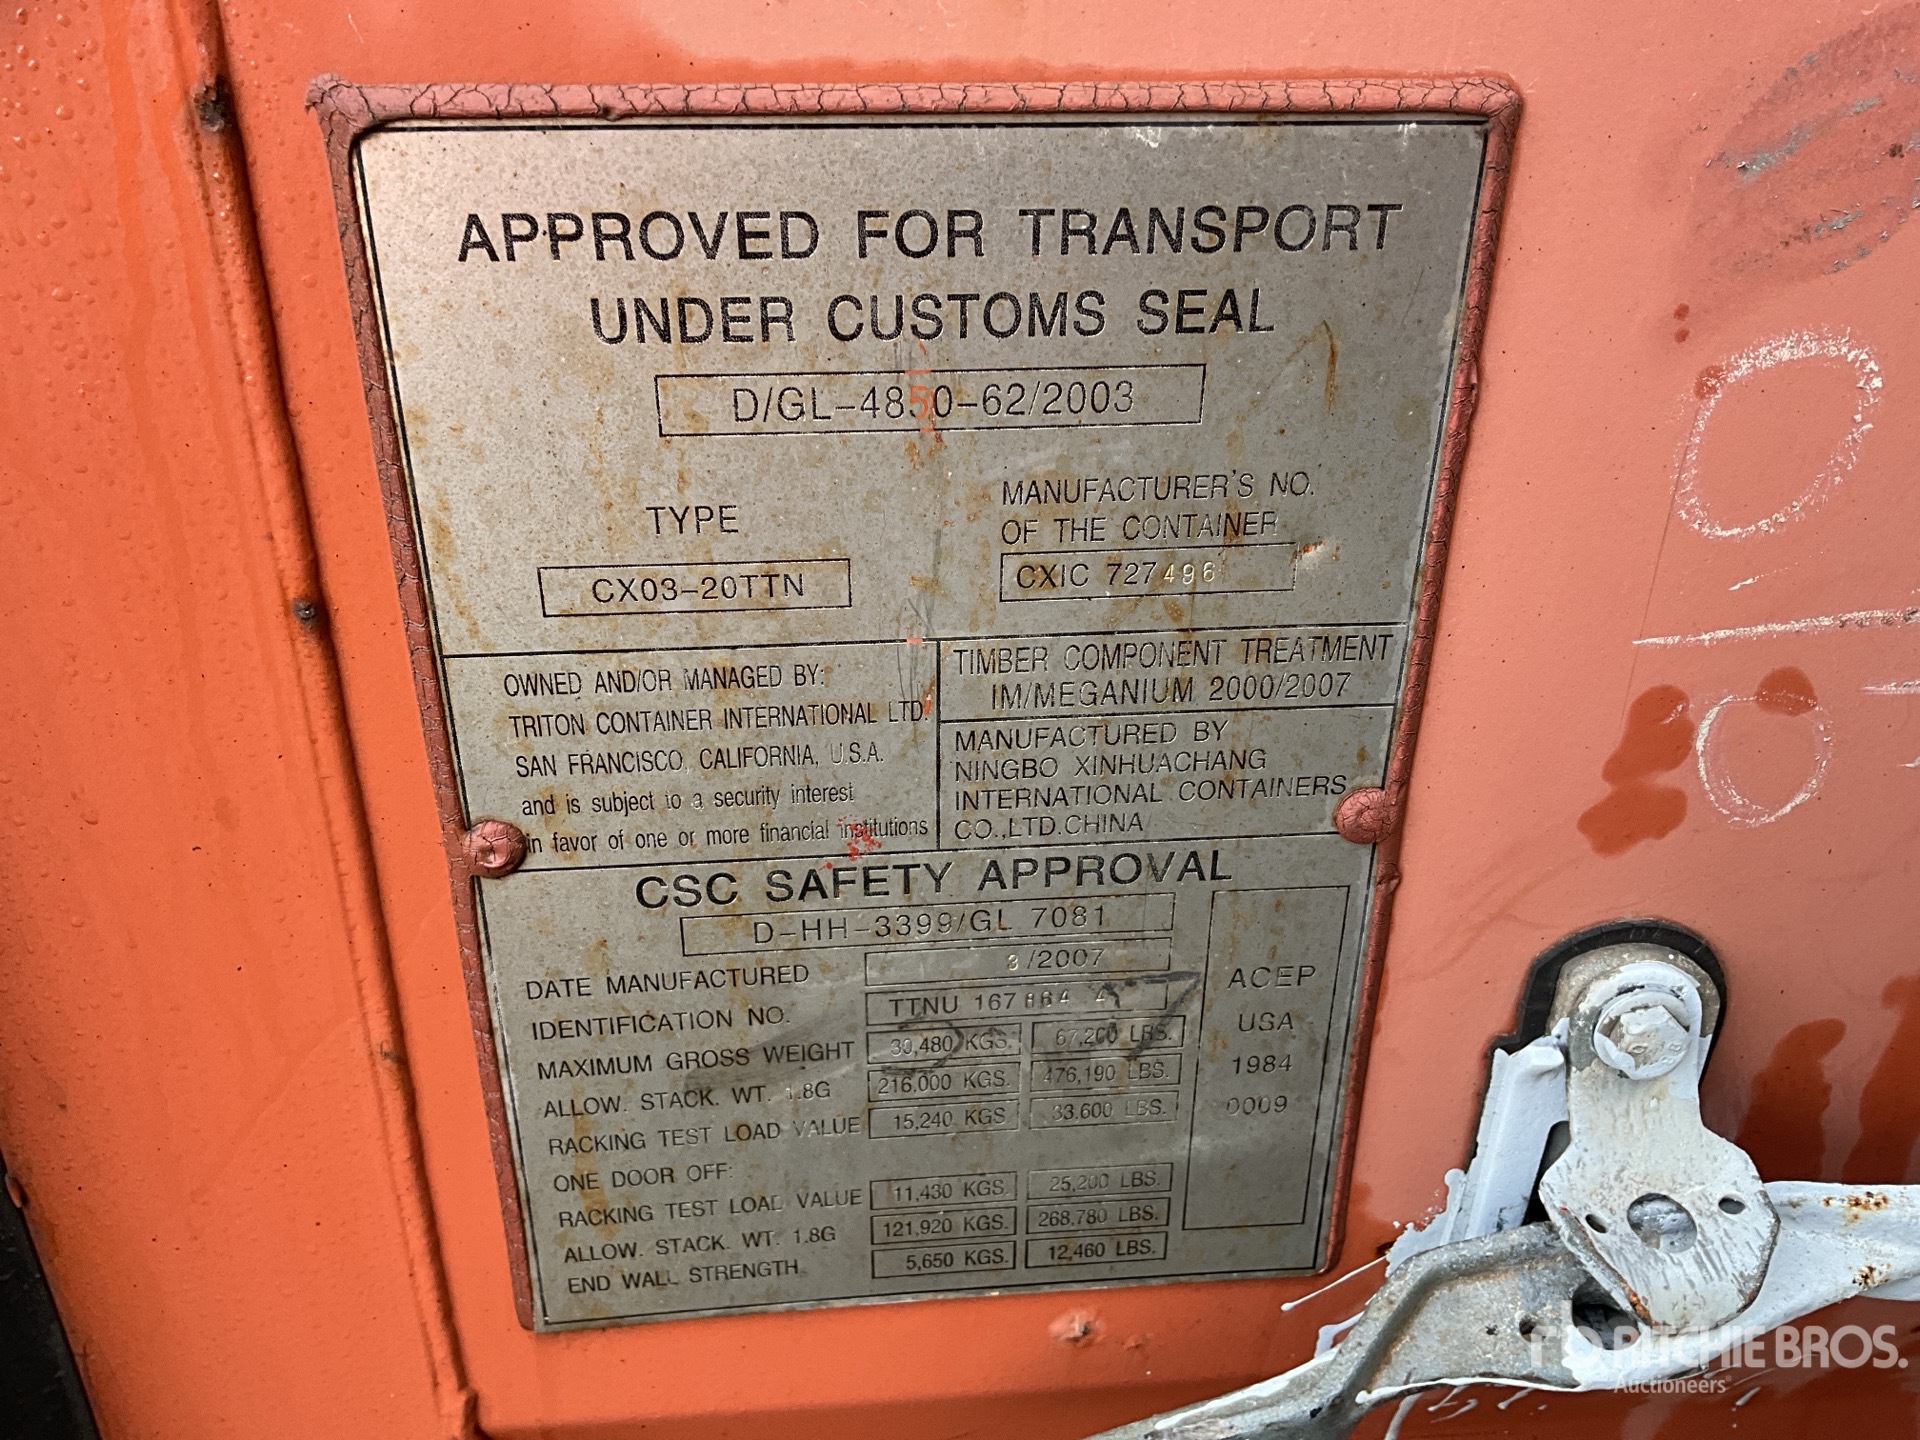 APPROVED FOR TRANSPORT
UNDER CUSTOMS SEAL
D/GL-4850-62/2003
TYPE
CX03-20TTN
MANUFACTURER'S NO.
OF THE CONTAINER
CXIC 727496
OWNED AND/OR MANAGED BY:
TRITON CONTAINER INTERNATIONAL LTD.
SAN FRANCISCO, CALIFORNIA, U.S.A.
and is subject to a security interest
in favor of one or more financial institutions
TIMBER COMPONENT TREATMENT
IM/MEGANIUM 2000/2007
MANUFACTURED BY
NINGBO XINHUACHANG
INTERNATIONAL CONTAINERS
CO.,LTD.CHINA
CSC SAFETY APPROVAL
D-HH-3399/GL 7081
DATE MANUFACTURED 3/2007
IDENTIFICATION NO. TTNU
MAXIMUM GROSS WEIGHT 30,480 KGS. 67,200 LBS.
ALLOW. STACK. WT. 1.8G 216,000 KGS. 476,190 LBS.
RACKING TEST LOAD VALUE 15,240 KGS. 33,600 LBS.
ONE DOOR OFF:
RACKING TEST LOAD VALUE 11,430 KGS. 25,200 LBS.
ALLOW. STACK. WT. 1.8G 121,920 KGS. 268,780 LBS.
END WALL STRENGTH 5,650 KGS. 12,460 LBS.
ACEP
USA
1984
0009
RITCHIE BROS.
Auctioneers